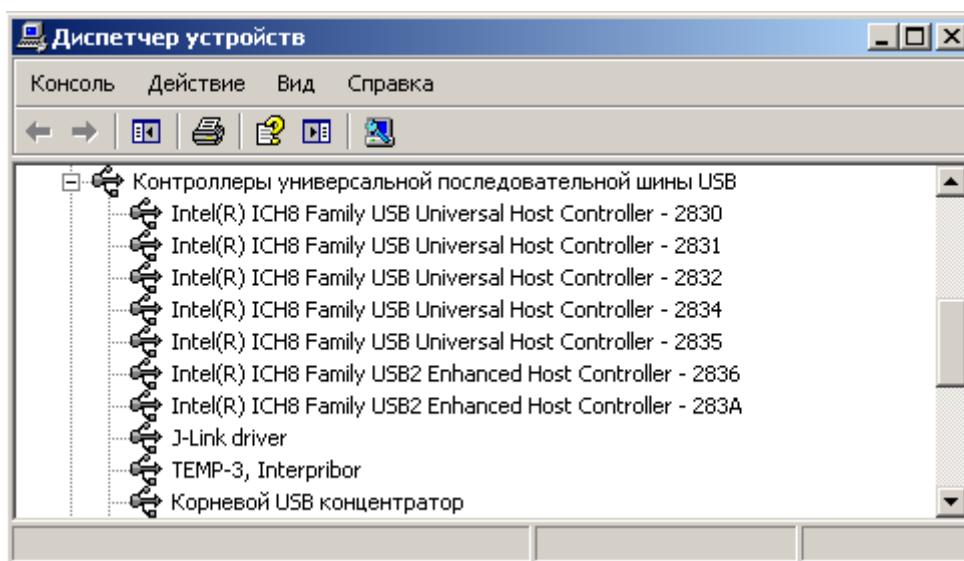 Диспетчер устройств
Консоль Действие Вид Справка
Контроллеры универсальной последовательной шины USB
Intel(R) ICH8 Family USB Universal Host Controller - 2830
Intel(R) ICH8 Family USB Universal Host Controller - 2831
Intel(R) ICH8 Family USB Universal Host Controller - 2832
Intel(R) ICH8 Family USB Universal Host Controller - 2834
Intel(R) ICH8 Family USB Universal Host Controller - 2835
Intel(R) ICH8 Family USB2 Enhanced Host Controller - 2836
Intel(R) ICH8 Family USB2 Enhanced Host Controller - 283A
J-Link driver
TEMP-3, Interpribor
Корневой USB концентратор